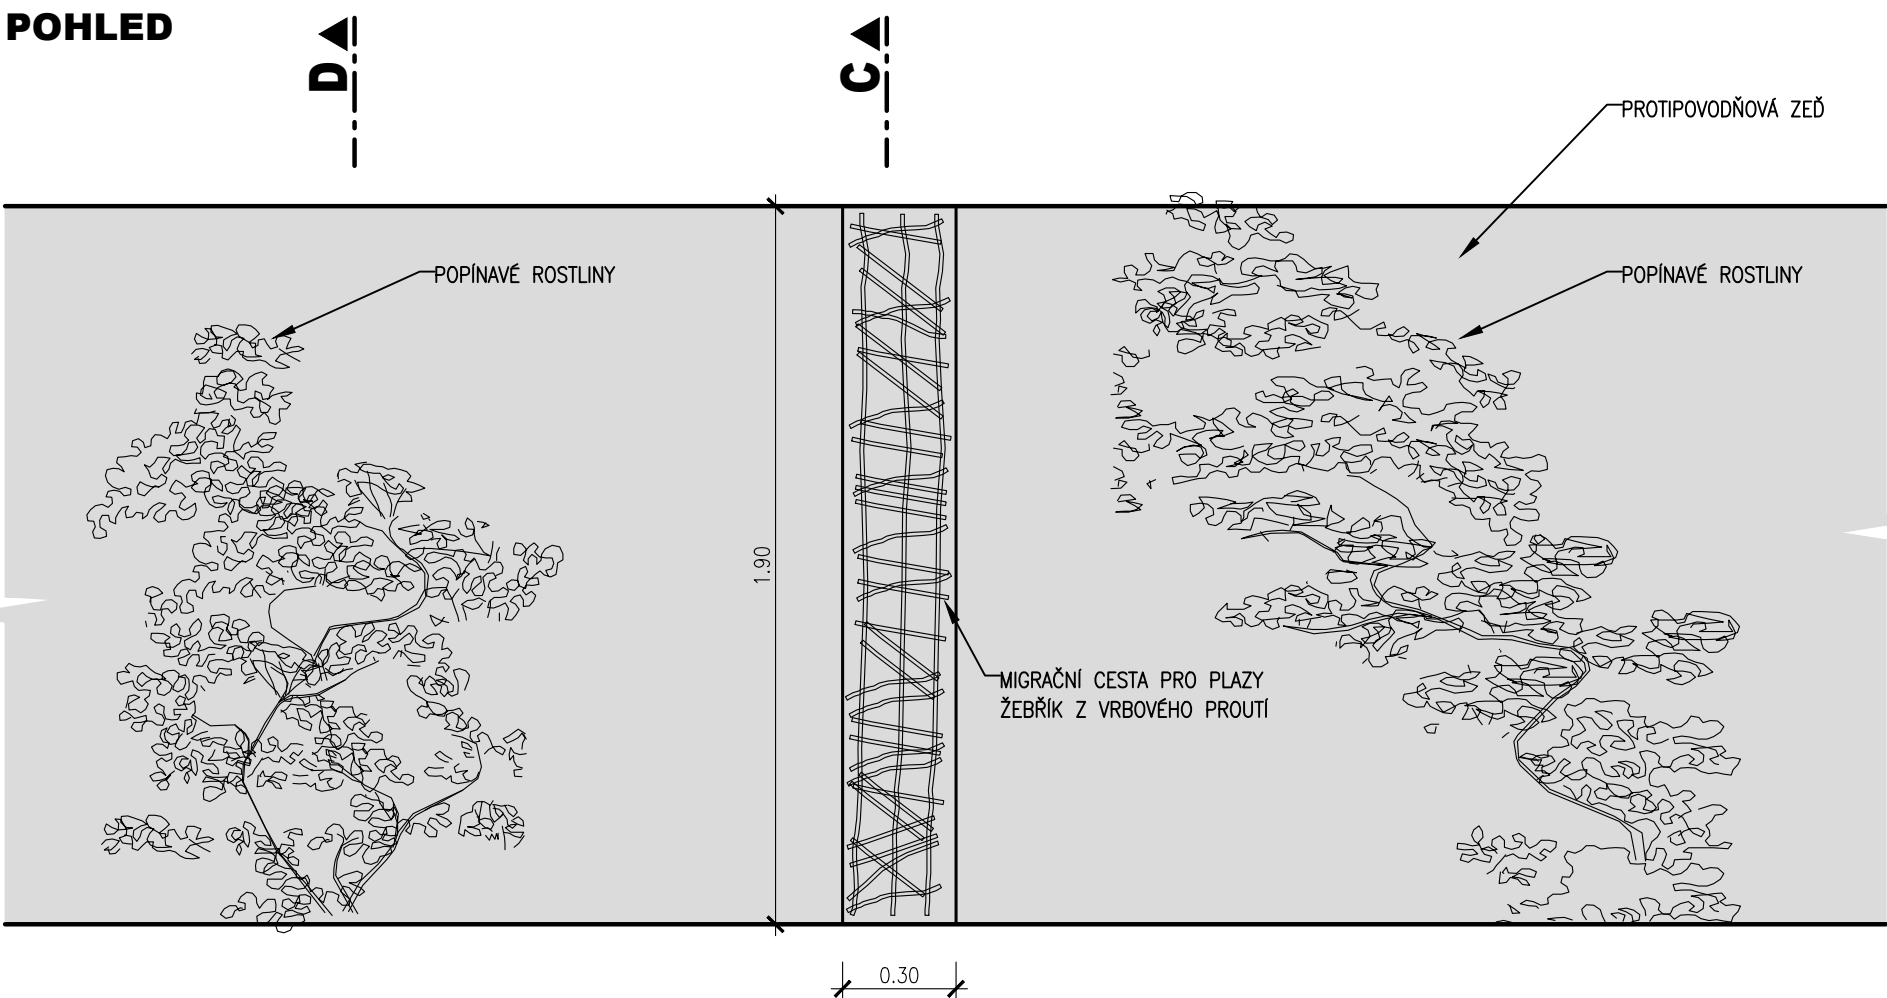 POHLED
D
C
PROTIPOVODŇOVÁ ZEĎ
POPÍNAVÉ ROSTLINY
POPÍNAVÉ ROSTLINY
1.90
MIGRAČNÍ CESTA PRO PLAZY
ŽEBŘÍK Z VRBOVÉHO PROUTÍ
0.30